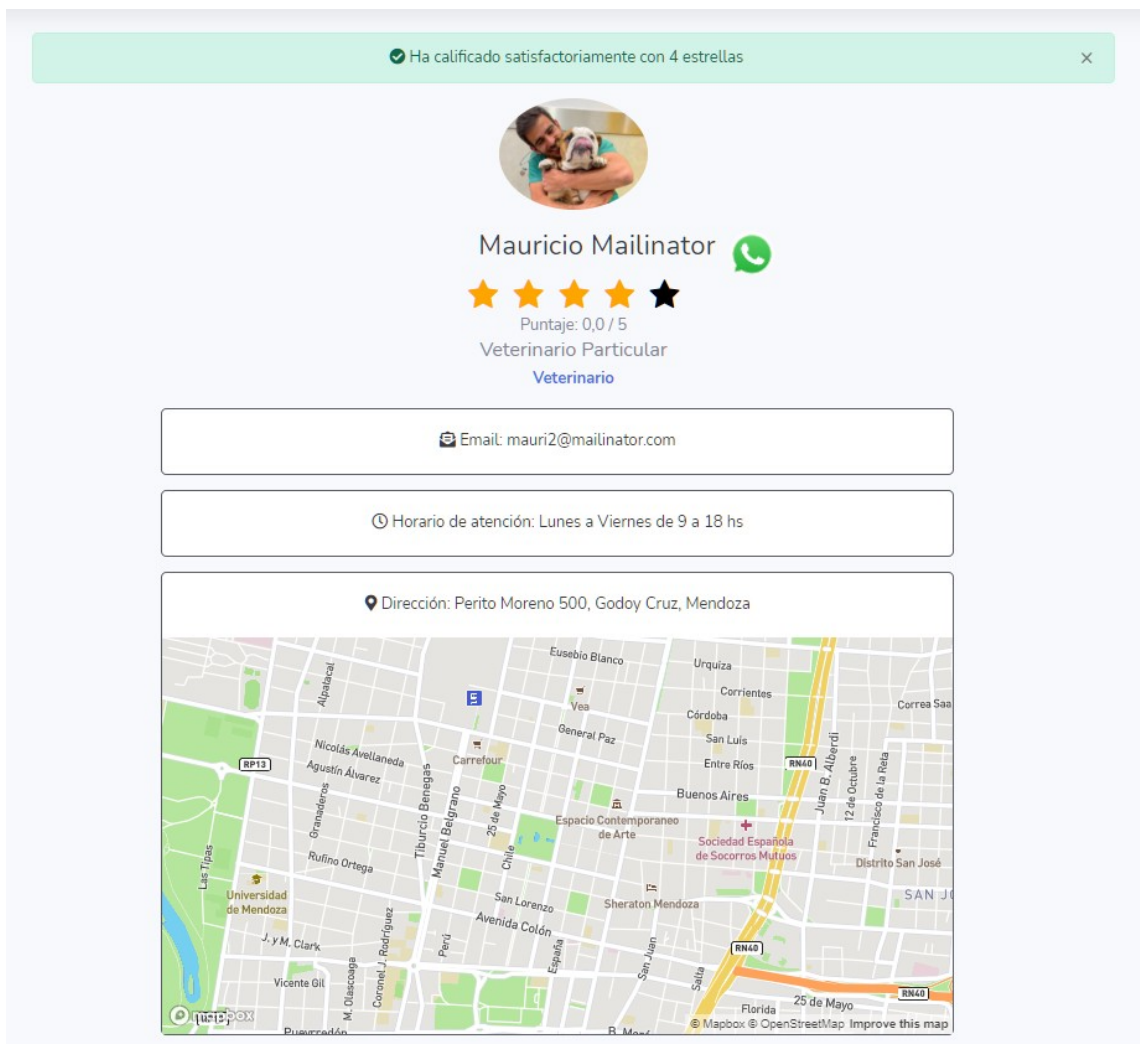 Ha calificado satisfactoriamente con 4 estrellas ×
Mauricio Mailinator
Puntaje: 0,0 / 5
Veterinario Particular
Veterinario
Email: mauri2@mailinator.com
Horario de atención: Lunes a Viernes de 9 a 18 hs
Dirección: Perito Moreno 500, Godoy Cruz, Mendoza
Eusebio Blanco
Urquiza
Alpatacal
Corrientes
Vea
Córdoba
Correa Saa
General Paz
San Luis
Nicolás Avellaneda
Carrefour
Entre Ríos
RN40
RP13
Agustín Álvarez
Juan B. Alberdi
12 de Octubre
Francisco de la Reta
Granaderos
Tiburcio Benegas
Manuel Belgrano
25 de Mayo
Buenos Aires
Espacio Contemporaneo
de Arte
Sociedad Española
de Socorros Mutuos
Chile
Las Tipas
Rufino Ortega
Distrito San José
Universidad
de Mendoza
San Lorenzo
Sheraton Mendoza
SAN J
Avenida Colón
J. y M. Clark
Coronel J. Rodríguez
Perú
España
San Juan
Salta
RN40
Vicente Gil
M. Olascoaga
RN40
25 de Mayo
Florida
mapbox
© Mapbox © OpenStreetMap Improve this map